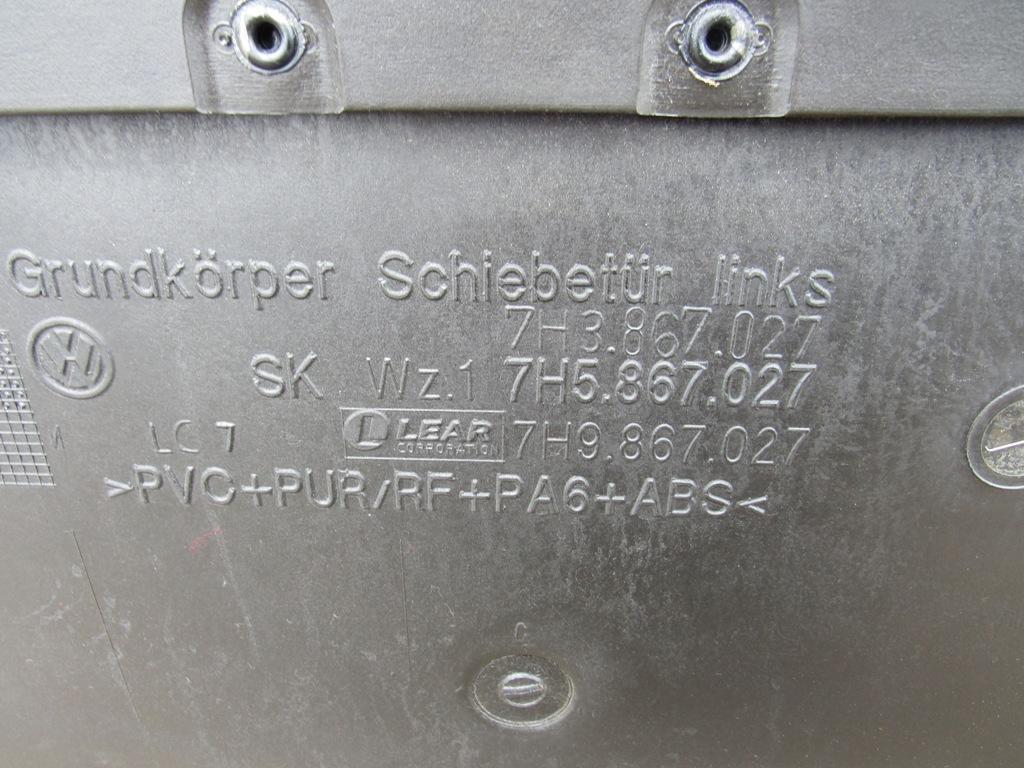 Grundkörper Schiebetür links
7H3.867.027
SK Wz.1 7H5.867.027
LC 7 L LEAR CORPORATION 7H9.867.027
>PVC+PUR/RF+PA6+ABS<
A
C